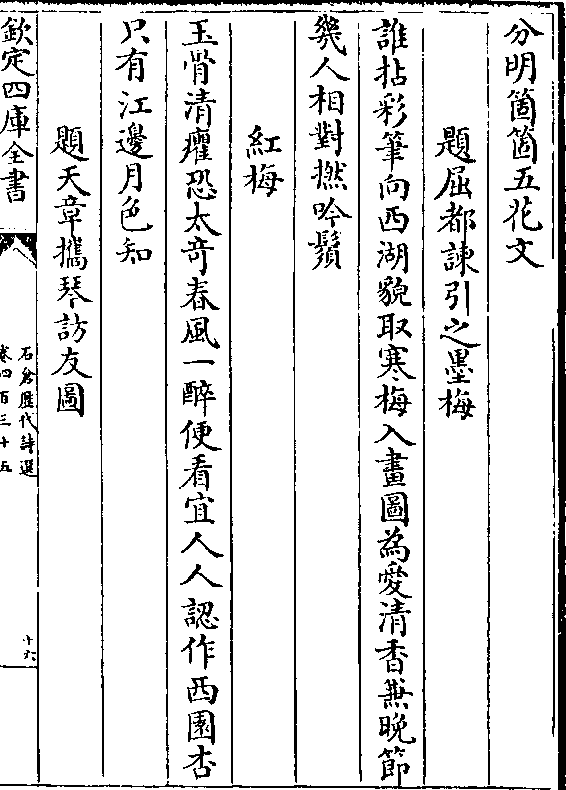 分明箇箇五花文
題屈都諫引之墨梅
誰拈彩筆向西湖貌取寒梅入畫圖為愛清香兼晚節
幾人相對撚吟鬚
紅梅
玉骨清癯恐太竒春風一醉便看宜人人認作西園杏
只有江邊月色知
題天章攜琴訪友圖
欽定四庫全書
石倉歴代詩選
卷四百三十五
十六